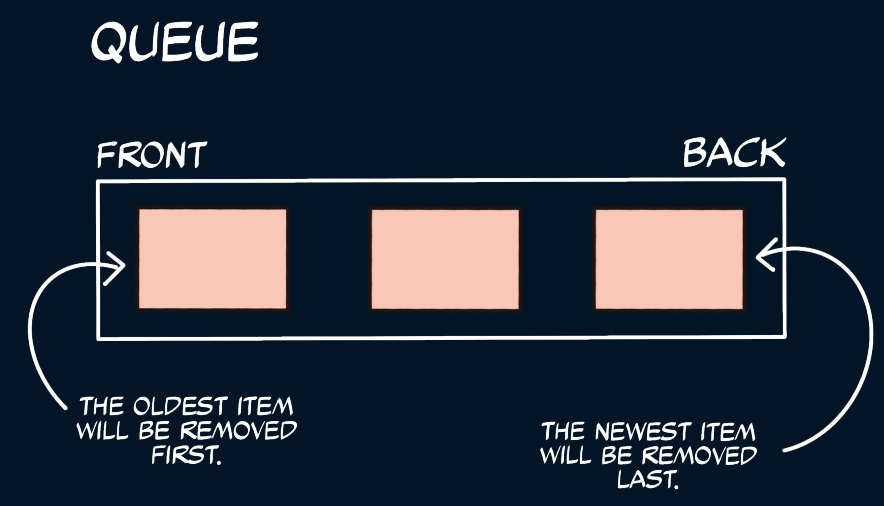 QUEUE
FRONT
BACK
THE OLDEST ITEM
WILL BE REMOVED
FIRST.
THE NEWEST ITEM
WILL BE REMOVED
LAST.